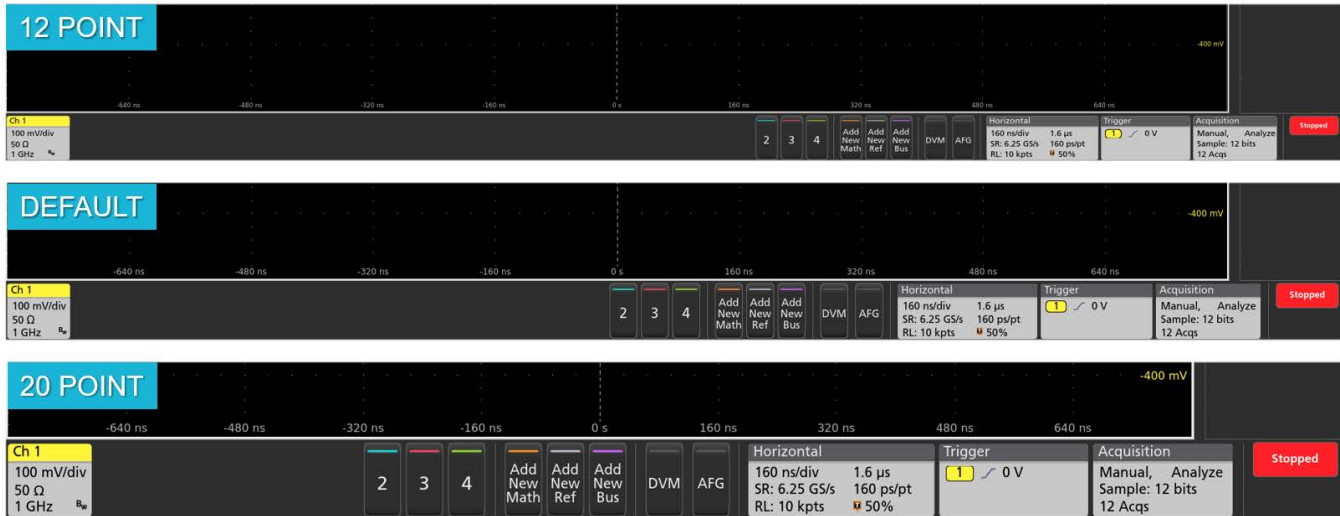 12 POINT
-400 mV
-640 ns -480 ns -320 ns -160 ns 0 s 160 ns 320 ns 480 ns 640 ns
Ch 1
100 mV/div
50 Ω
1 GHz Bw
2 3 4
Add New Math
Add New Ref
Add New Bus
DVM AFG
Horizontal
160 ns/div 1.6 µs
SR: 6.25 GS/s 160 ps/pt
RL: 10 kpts 50%
Trigger
1 0 V
Acquisition
Manual, Analyze
Sample: 12 bits
12 Acqs
Stopped
DEFAULT
-400 mV
-640 ns -480 ns -320 ns -160 ns 0 s 160 ns 320 ns 480 ns 640 ns
Ch 1
100 mV/div
50 Ω
1 GHz Bw
2 3 4
Add New Math
Add New Ref
Add New Bus
DVM AFG
Horizontal
160 ns/div 1.6 µs
SR: 6.25 GS/s 160 ps/pt
RL: 10 kpts 50%
Trigger
1 0 V
Acquisition
Manual, Analyze
Sample: 12 bits
12 Acqs
Stopped
20 POINT
-400 mV
-640 ns -480 ns -320 ns -160 ns 0 s 160 ns 320 ns 480 ns 640 ns
Ch 1
100 mV/div
50 Ω
1 GHz Bw
2 3 4
Add New Math
Add New Ref
Add New Bus
DVM AFG
Horizontal
160 ns/div 1.6 µs
SR: 6.25 GS/s 160 ps/pt
RL: 10 kpts 50%
Trigger
1 0 V
Acquisition
Manual, Analyze
Sample: 12 bits
12 Acqs
Stopped